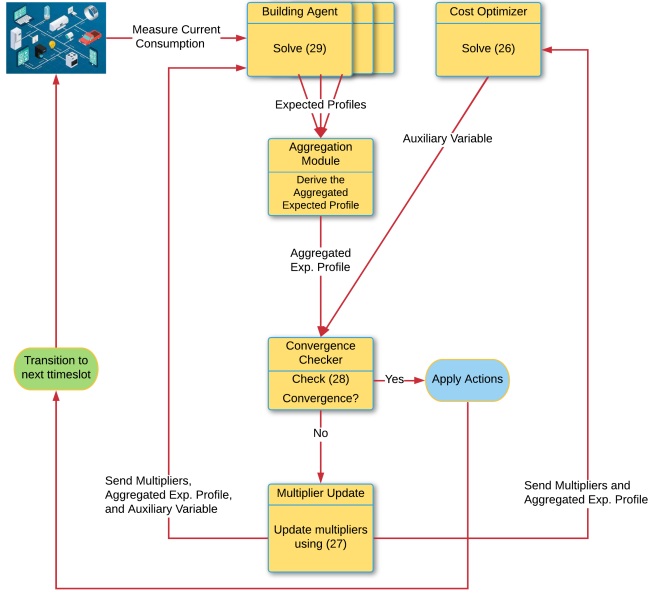 Building Agent
Cost Optimizer
Measure Current
Consumption
Solve (29)
Solve (26)
Expected Profiles
Auxiliary Variable
Aggregation
Module
Derive the
Aggregated
Expected Profile
Aggregated
Exp. Profile
Convergence
Checker
Check (28)
Convergence?
Yes
Apply Actions
Transition to
next ttimeslot
No
Send Multipliers,
Aggregated Exp. Profile,
and Auxiliary Variable
Multiplier Update
Update multipliers
using (27)
Send Multipliers and
Aggregated Exp. Profile